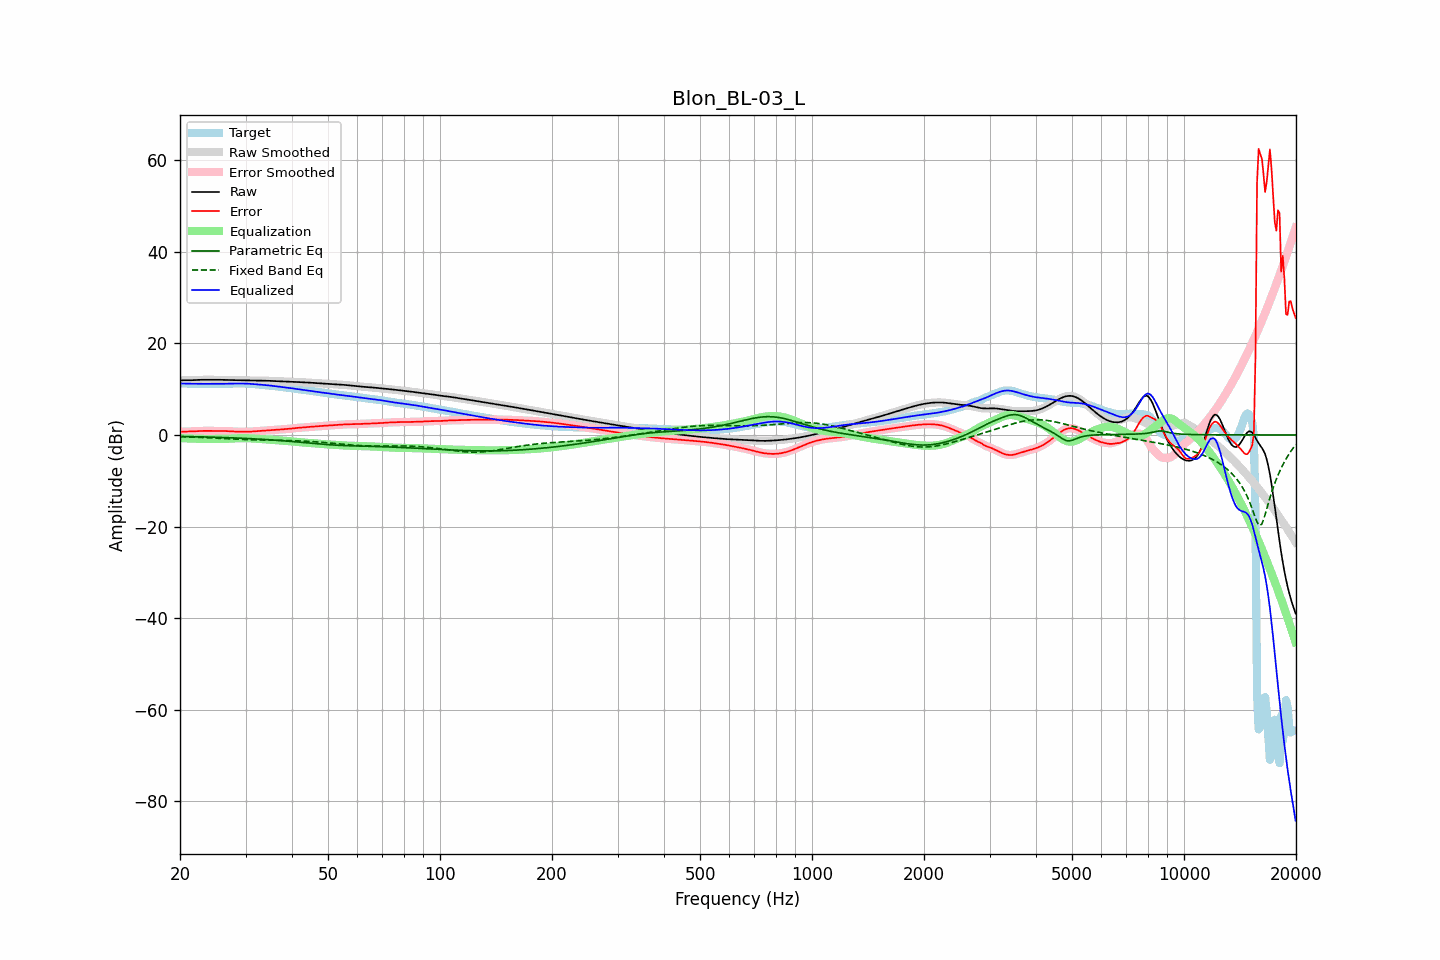 Blon_BL-03_L
Target
Raw Smoothed
Error Smoothed
Raw
Error
Equalization
Parametric Eq
Fixed Band Eq
Equalized
Amplitude (dBr)
60
40
20
0
−20
−40
−60
−80
20 50 100 200 500 1000 2000 5000 10000 20000
Frequency (Hz)